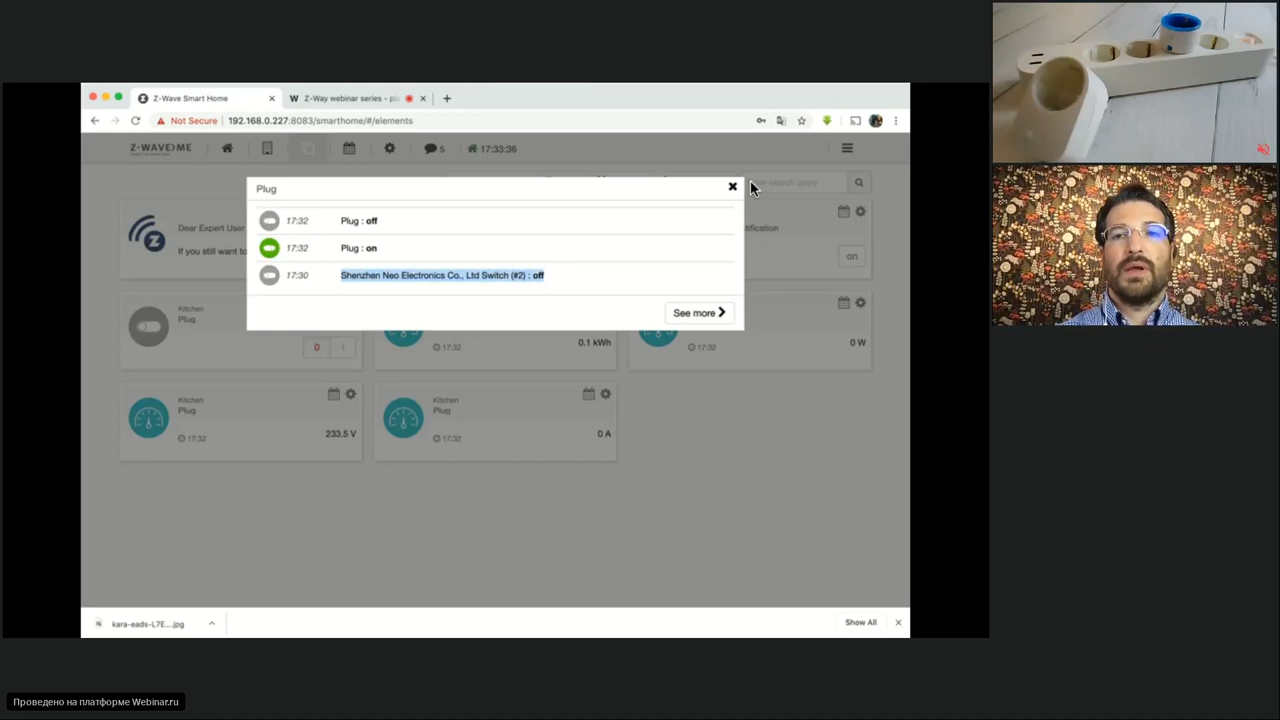 Z-Wave Smart Home
Z-Way webinar series - pl
Not Secure
192.168.0.227:8083/smarthome/#/elements
Z-WAVE>ME
5
17:33:36
Plug
17:32 Plug : off
17:32 Plug : on
17:30 Shenzhen Neo Electronics Co., Ltd Switch (#2) : off
See more
er search query
Dear Expert User
If you still want to
ification
on
Kitchen
Plug
0 I
17:32 0.1 kWh
17:32 0 W
Kitchen
Plug
17:32 233.5 V
Kitchen
Plug
17:32 0 A
kara-eads-L7E....jpg
Show All
Проведено на платформе Webinar.ru